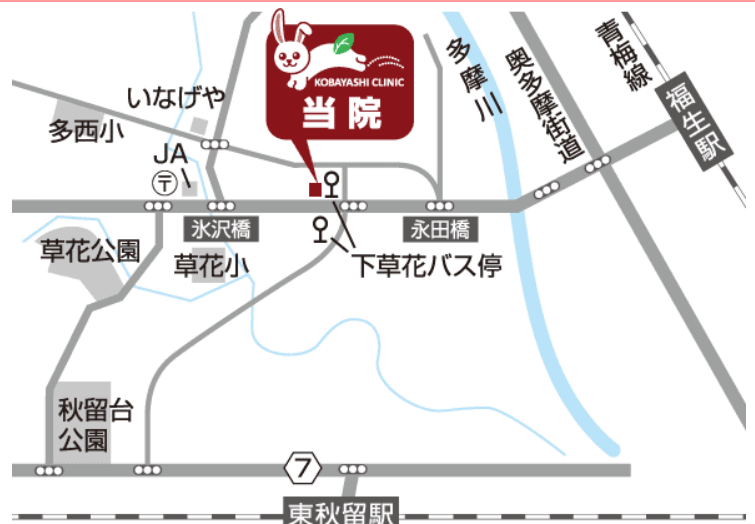 KOBAYASHI CLINIC
当院
いなげや
多西小
JA
〒
氷沢橋
草花公園
草花小
永田橋
下草花バス停
多摩川
奥多摩街道
青梅線
福生駅
秋留台
公園
7
東秋留駅